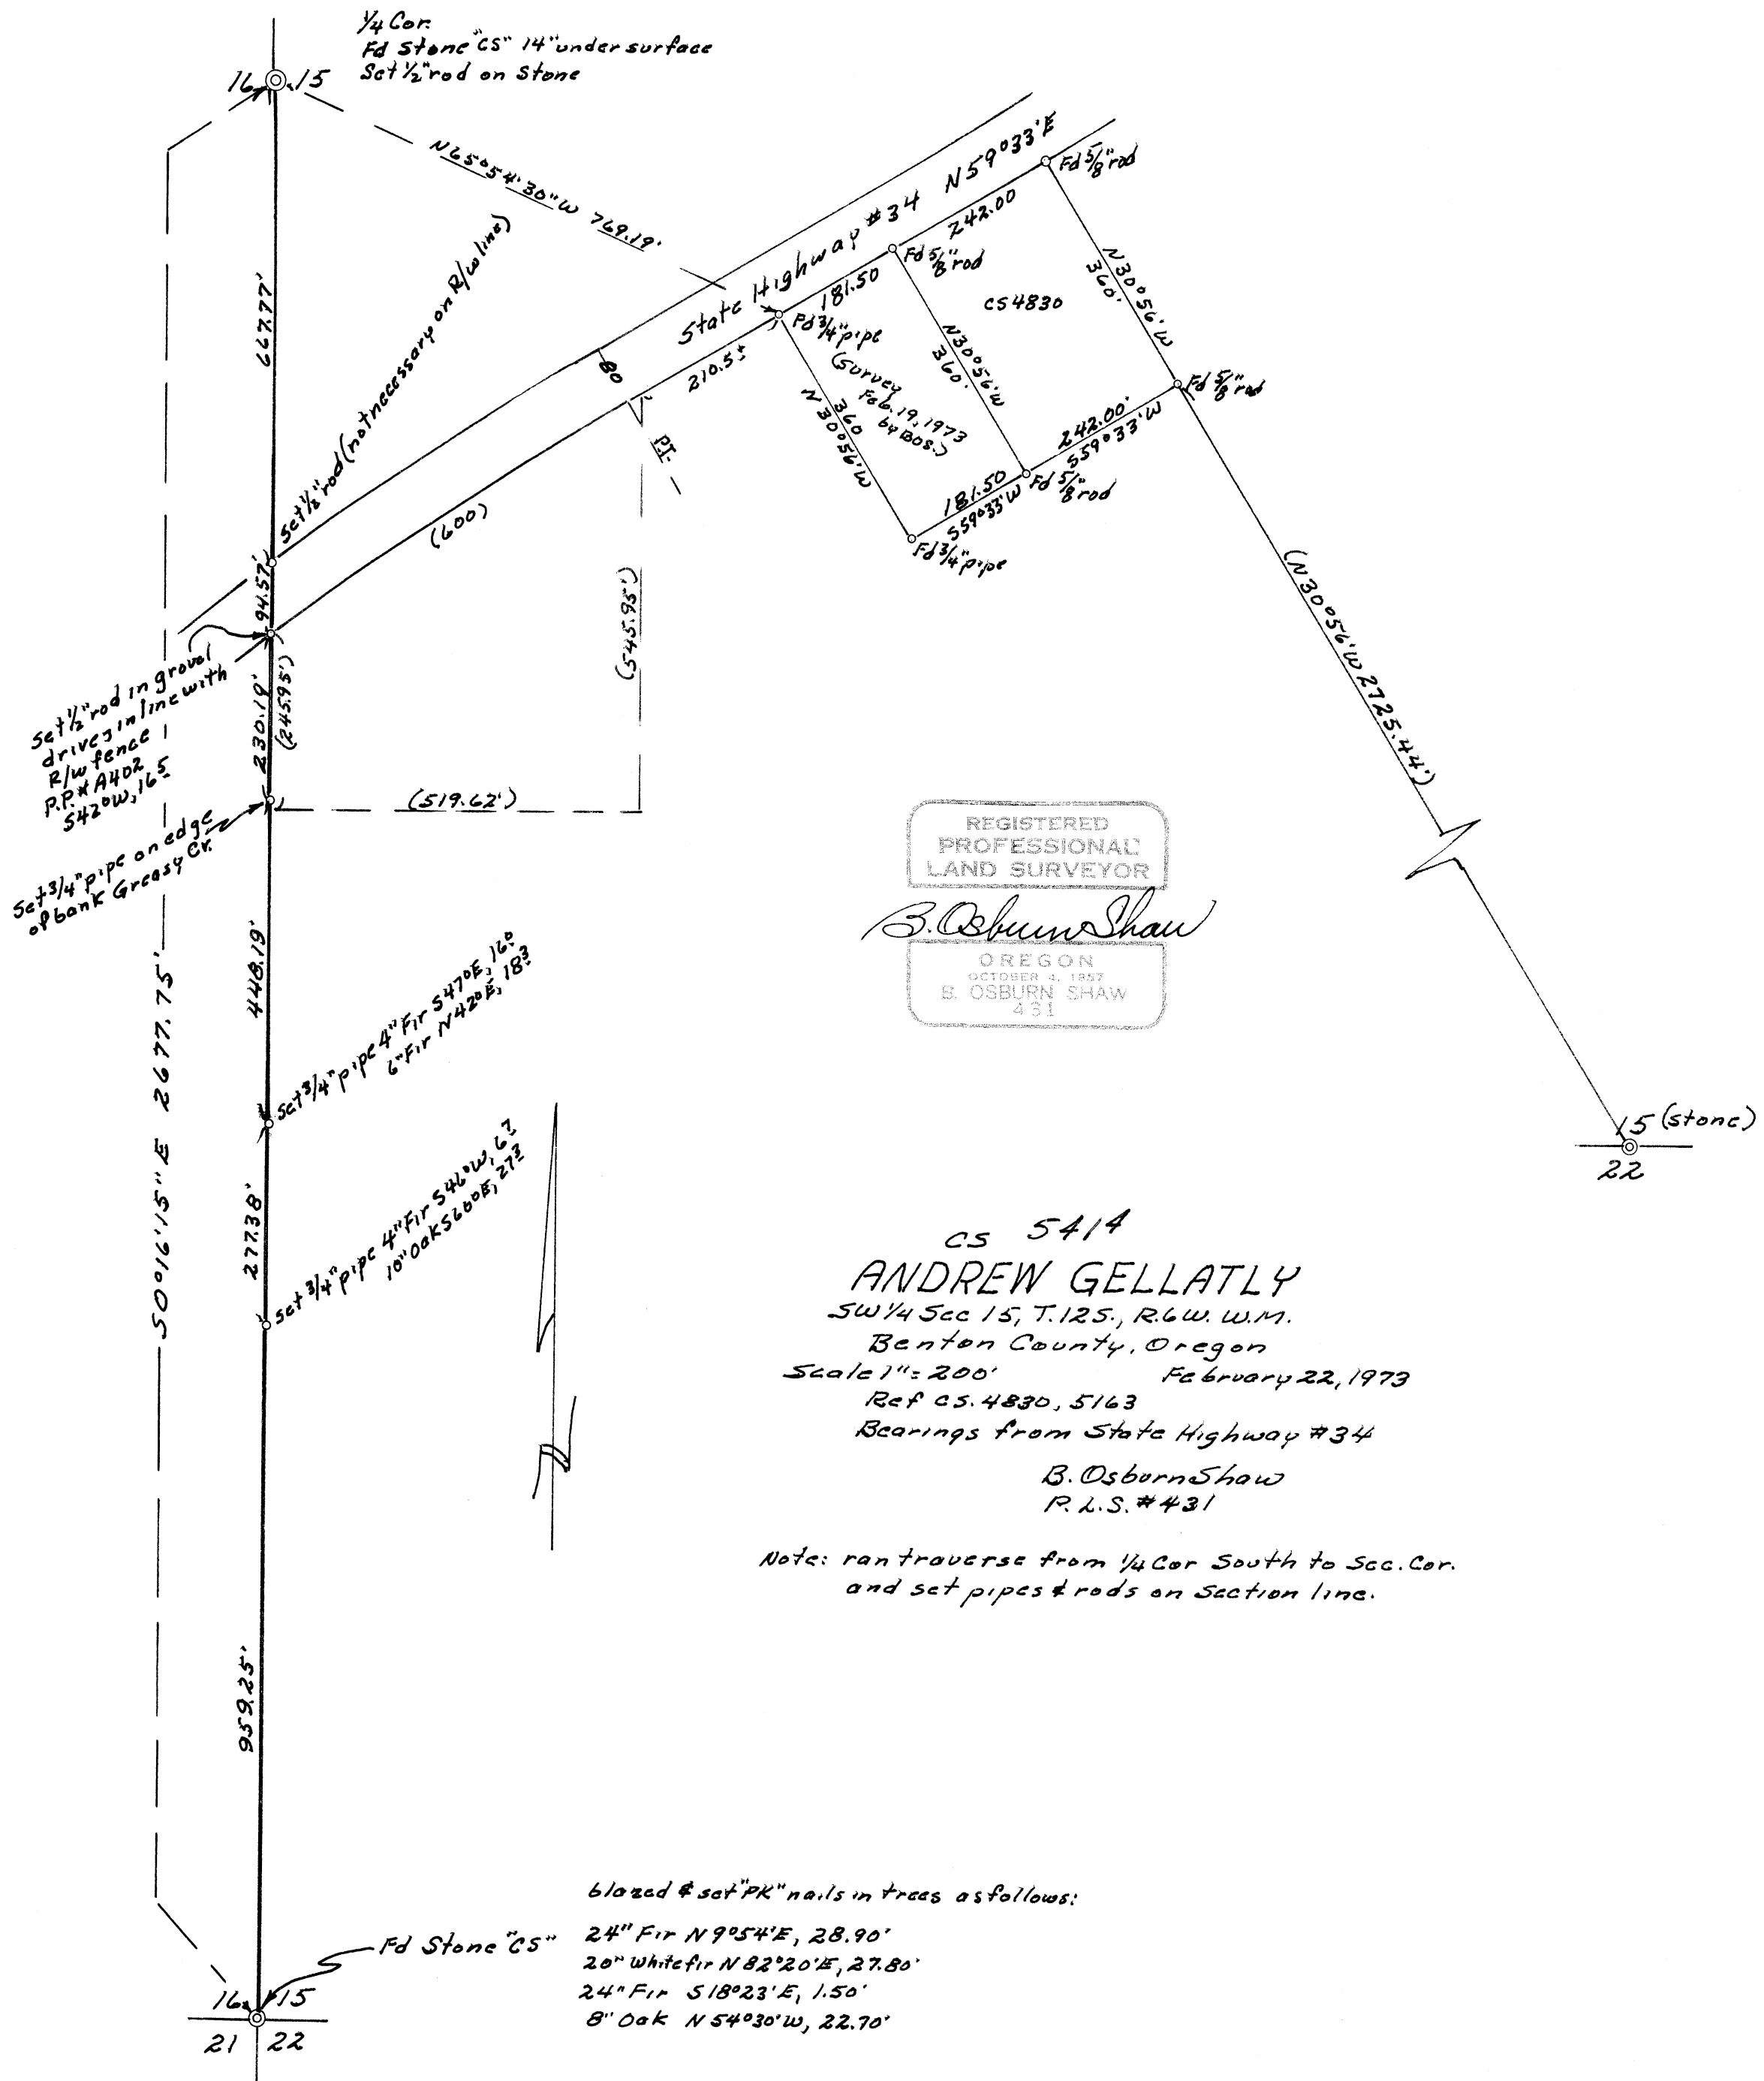 1/4 Cor.
Fd Stone "CS" 14" under surface
Set 1/2" rod on Stone
16 15
N65°54'30"W 769.19'
667.77'
Set 1/2" rod (not necessary on R/w line)
State Highway #34 N59°33'E
80
210.5±
181.50
242.00
Fd 5/8" rod
Fd 5/8" rod
Fd 3/4" pipe
(Survey
Feb. 19, 1973
by BOS.)
360
N30°56'W
N30°56'W
360'
CS 4830
N30°56'W
360'
Fd 5/8" rod
242.00'
S59°33'W
Fd 5/8" rod
181.50
S59°33'W
Fd 3/4" pipe
P.T.
(600)
94.57'
(545.95')
230.19'
(245.95')
(519.62')
Set 1/2" rod in gravel
drive, in line with
R/w fence
P.P.# A402
S42°W, 16.5
Set 3/4" pipe on edge
of bank Greasy Cr.
(N30°56'W 2725.44')
15 (stone)
22
REGISTERED
PROFESSIONAL
LAND SURVEYOR
B. Osburn Shaw
OREGON
OCTOBER 4, 1957
B. OSBURN SHAW
431
448.19'
Set 3/4" pipe 4" Fir S47°E, 16.0
6" Fir N42°E, 18.3
277.38'
Set 3/4" pipe 4" Fir S46°W, 6.7
10" Oak S60°E, 27.3
S0°16'15"E 2677.75'
959.25'
N
CS 5414
ANDREW GELLATLY
SW 1/4 Sec 15, T.12S., R.6W. W.M.
Benton County, Oregon
Scale 1"=200' February 22, 1973
Ref CS. 4830, 5163
Bearings from State Highway #34
B. Osburn Shaw
P.L.S. #431
Note: ran traverse from 1/4 Cor South to Sec. Cor.
and set pipes & rods on Section line.
blazed & set "PK" nails in trees as follows:
24" Fir N9°54'E, 28.90'
20" Whitefir N82°20'E, 27.80'
24" Fir S18°23'E, 1.50'
8" Oak N54°30'W, 22.70'
Fd Stone "CS"
16 15
21 22